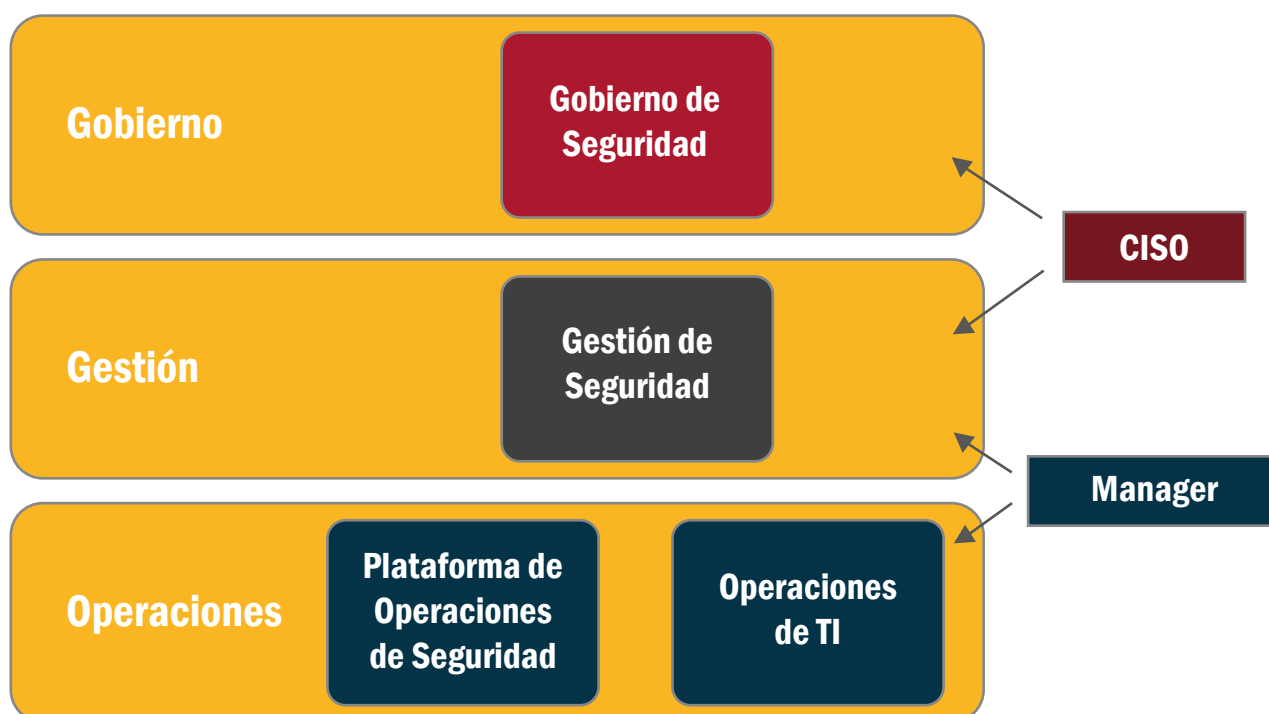 Gobierno
Gobierno de
Seguridad
CISO
Gestión
Gestión de
Seguridad
Manager
Operaciones
Plataforma de
Operaciones
de Seguridad
Operaciones
de TI